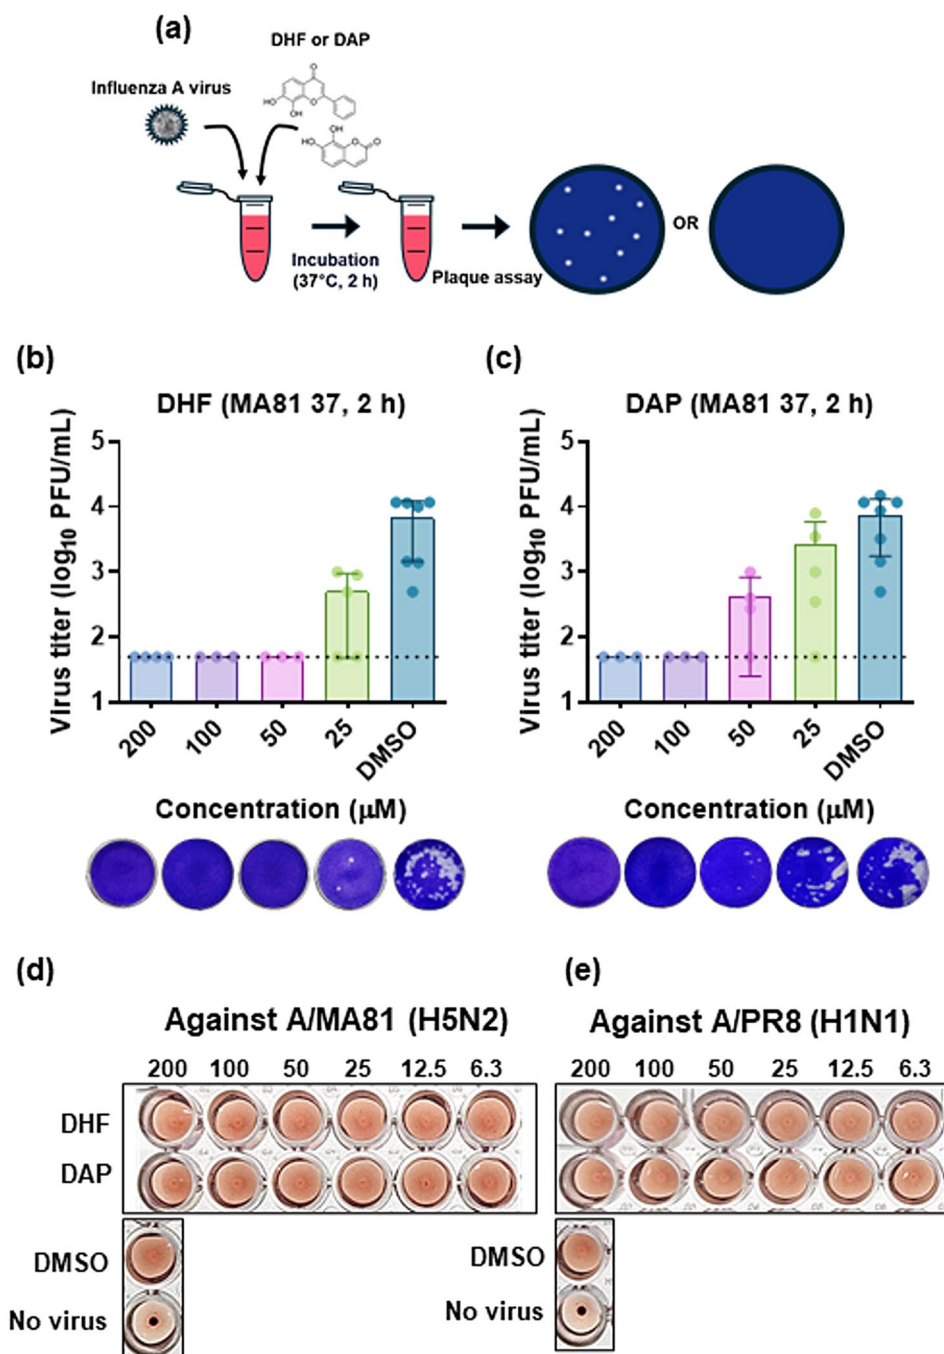 (a)
DHF or DAP
Influenza A virus
O
HO
O
OH
OH
HO
O
O
Incubation
(37°C, 2 h)
Plaque assay
OR
(b)
DHF (MA81 37, 2 h)
Virus titer (log10 PFU/mL)
5
4
3
2
1
200
100
50
25
DMSO
Concentration (μM)
(c)
DAP (MA81 37, 2 h)
Virus titer (log10 PFU/mL)
5
4
3
2
1
200
100
50
25
DMSO
Concentration (μM)
(d)
Against A/MA81 (H5N2)
200 100 50 25 12.5 6.3
DHF
DAP
DMSO
No virus
(e)
Against A/PR8 (H1N1)
200 100 50 25 12.5 6.3
DMSO
No virus